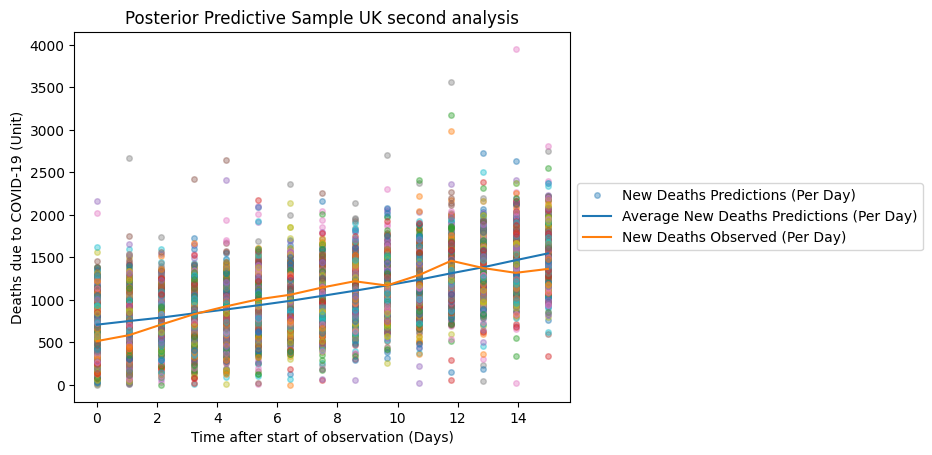 Posterior Predictive Sample UK second analysis
4000
3500
3000
2500
2000
1500
1000
500
0
Deaths due to COVID-19 (Unit)
0 2 4 6 8 10 12 14
Time after start of observation (Days)
New Deaths Predictions (Per Day)
Average New Deaths Predictions (Per Day)
New Deaths Observed (Per Day)